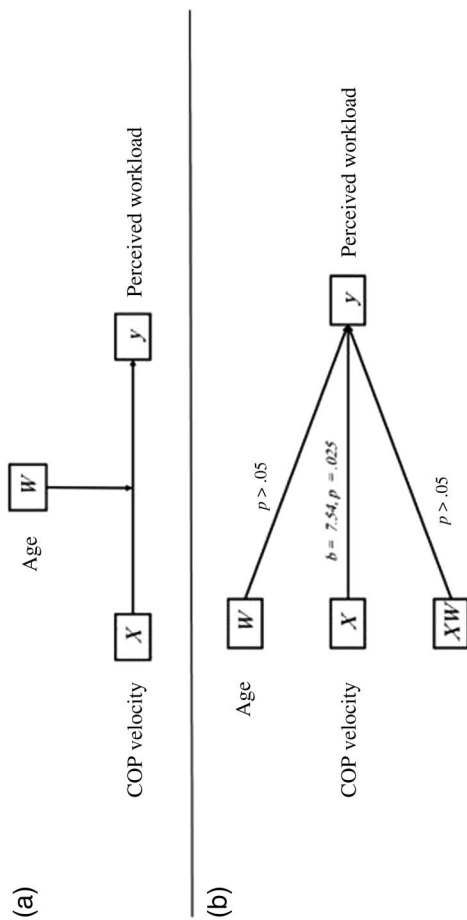 (a)
W
Age
X
y
COP velocity
Perceived workload
(b)
W
Age
p > .05
X
b = 7.54, p = .025
y
COP velocity
Perceived workload
p > .05
XW